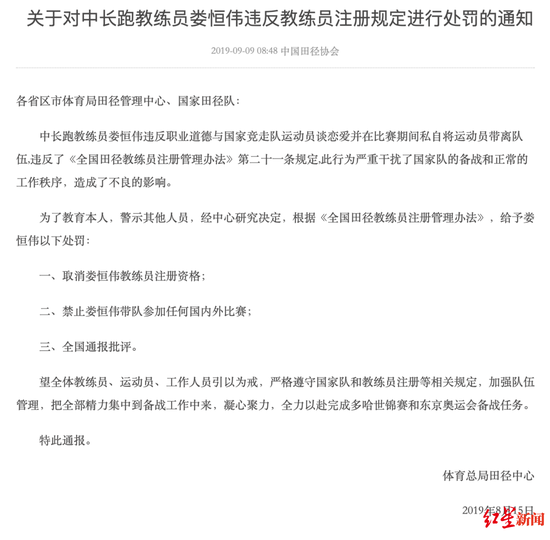 关于对中长跑教练员娄恒伟违反教练员注册规定进行处罚的通知
2019-09-09 08:48 中国田径协会
各省区市体育局田径管理中心、国家田径队：
中长跑教练员娄恒伟违反职业道德与国家竞走队运动员谈恋爱并在比赛期间私自将运动员带离队
伍,违反了《全国田径教练员注册管理办法》第二十一条规定,此行为严重干扰了国家队的备战和正常的
工作秩序，造成了不良的影响。
为了教育本人，警示其他人员，经中心研究决定，根据《全国田径教练员注册管理办法》，给予娄
恒伟以下处罚：
一、取消娄恒伟教练员注册资格；
二、禁止娄恒伟带队参加任何国内外比赛；
三、全国通报批评。
望全体教练员、运动员、工作人员引以为戒，严格遵守国家队和教练员注册等相关规定，加强队伍
管理，把全部精力集中到备战工作中来，凝心聚力，全力以赴完成多哈世锦赛和东京奥运会备战任务。
特此通报。
体育总局田径中心
2019年8月15日
红星新闻